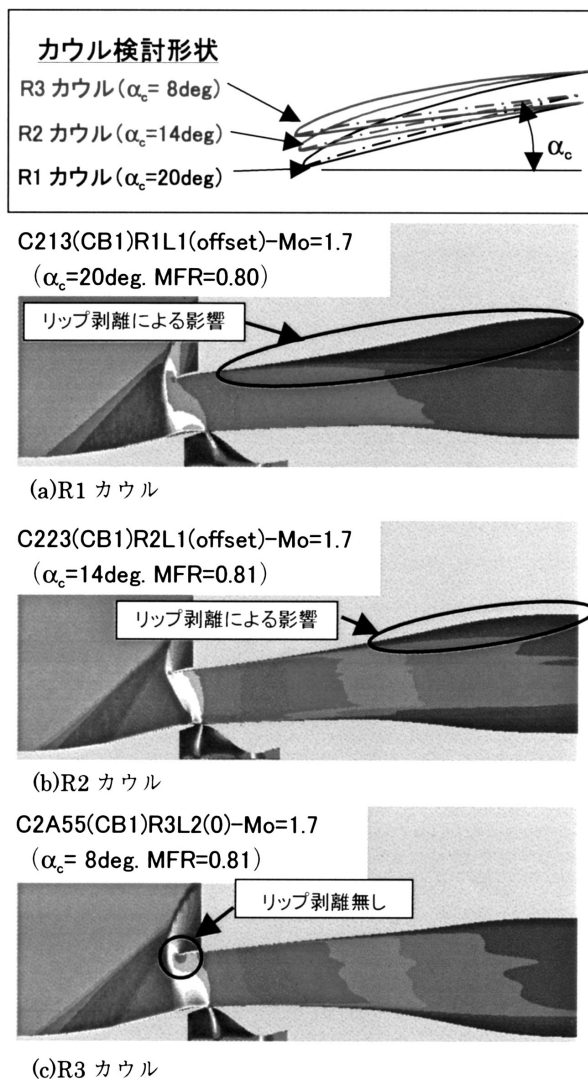 カウル検討形状
R3 カウル(αc= 8deg)
R2 カウル(αc=14deg)
R1 カウル(αc=20deg)
αc
C213(CB1)R1L1(offset)-Mo=1.7
(αc=20deg. MFR=0.80)
リップ剥離による影響
(a)R1 カウル
C223(CB1)R2L1(offset)-Mo=1.7
(αc=14deg. MFR=0.81)
リップ剥離による影響
(b)R2 カウル
C2A55(CB1)R3L2(0)-Mo=1.7
(αc= 8deg. MFR=0.81)
リップ剥離無し
(c)R3 カウル